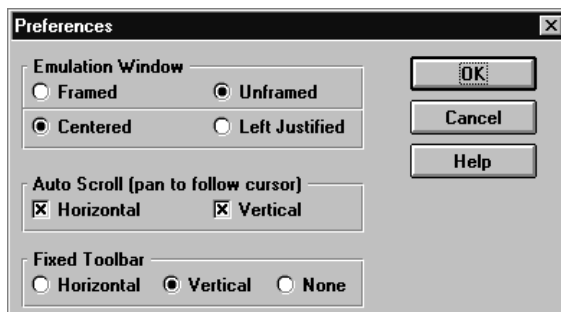 Preferences
Emulation Window
Framed Unframed
Centered Left Justified
Auto Scroll (pan to follow cursor)
Horizontal Vertical
Fixed Toolbar
Horizontal Vertical None
OK
Cancel
Help